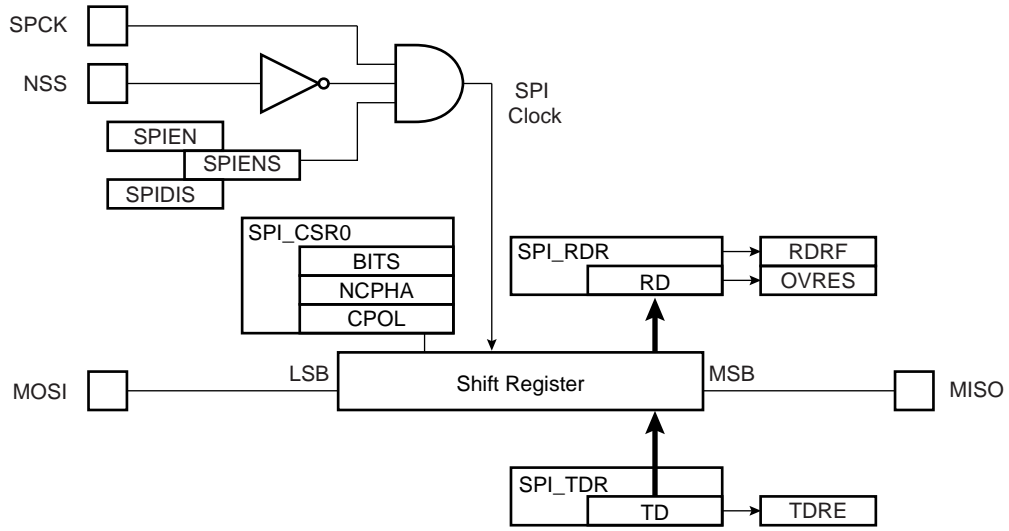 SPCK
NSS
SPI
Clock
SPIEN
SPIENS
SPIDIS
SPI_CSR0
BITS
NCPHA
CPOL
SPI_RDR
RD
RDRF
OVRES
MOSI
LSB
Shift Register
MSB
MISO
SPI_TDR
TD
TDRE